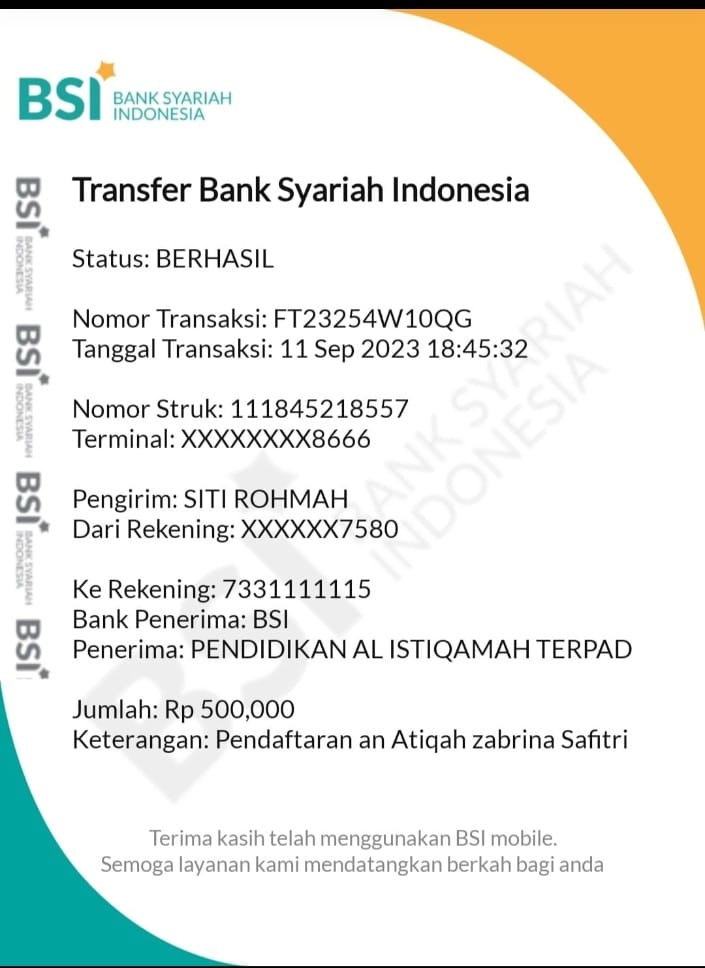 BSI BANK SYARIAH
INDONESIA
Transfer Bank Syariah Indonesia
Status: BERHASIL
Nomor Transaksi: FT23254W10QG
Tanggal Transaksi: 11 Sep 2023 18:45:32
Nomor Struk: 111845218557
Terminal: XXXXXXXX8666
Pengirim: SITI ROHMAH
Dari Rekening: XXXXXX7580
Ke Rekening: 7331111115
Bank Penerima: BSI
Penerima: PENDIDIKAN AL ISTIQAMAH TERPAD
Jumlah: Rp 500,000
Keterangan: Pendaftaran an Atiqah zabrina Safitri
Terima kasih telah menggunakan BSI mobile.
Semoga layanan kami mendatangkan berkah bagi anda
BSI BANK SYARIAH INDONESIA
BSI BANK SYARIAH INDONESIA
BSI BANK SYARIAH INDONESIA
BSI
BSI BANK SYARIAH
INDONESIA